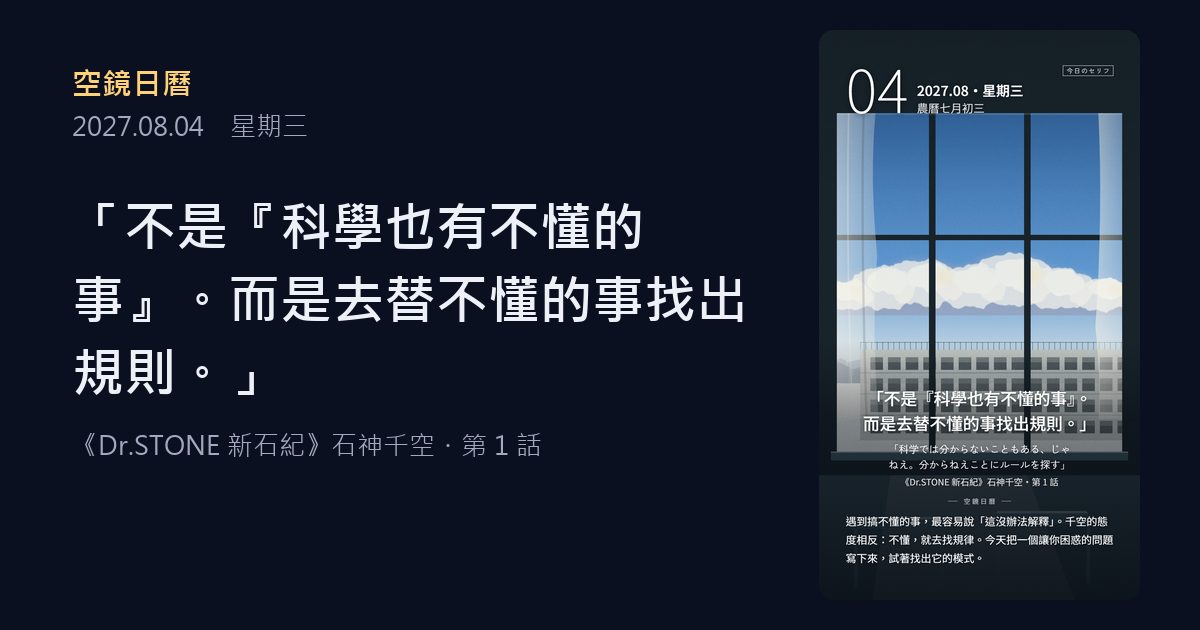 空鏡日曆
2027.08.04 星期三
「不是『科學也有不懂的
事』。而是去替不懂的事找出
規則。」
《Dr.STONE 新石紀》石神千空・第 1 話
04
2027.08・星期三
農曆七月初三
今日のセリフ
「不是『科學也有不懂的事』。
而是去替不懂的事找出規則。」
「科学では分からないこともある、じゃ
ねえ。分からねえことにルールを探す」
《Dr.STONE 新石紀》石神千空・第 1 話
— 空鏡日曆 —
遇到搞不懂的事，最容易說「這沒辦法解釋」。千空的態
度相反：不懂，就去找規律。今天把一個讓你困惑的問題
寫下來，試著找出它的模式。